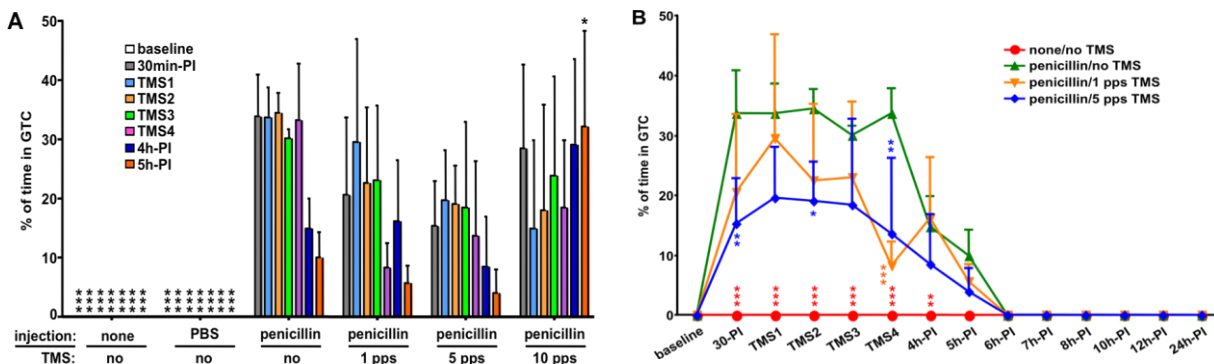 A
% of time in GTC
50
40
30
20
10
0
baseline
30min-PI
TMS1
TMS2
TMS3
TMS4
4h-PI
5h-PI
*
* * * * * * * *
* * * * * * * *
* * * * * * * *
* * * * * * * *
* * * * * * * *
* * * * * * * *
injection: none PBS penicillin penicillin penicillin penicillin
TMS: no no no 1 pps 5 pps 10 pps
B
% of time in GTC
50
40
30
20
10
0
none/no TMS
penicillin/no TMS
penicillin/1 pps TMS
penicillin/5 pps TMS
**
*
**
***
***
***
***
***
***
**
baseline
30-PI
TMS1
TMS2
TMS3
TMS4
4h-PI
5h-PI
6h-PI
7h-PI
8h-PI
10h-PI
12h-PI
24h-PI